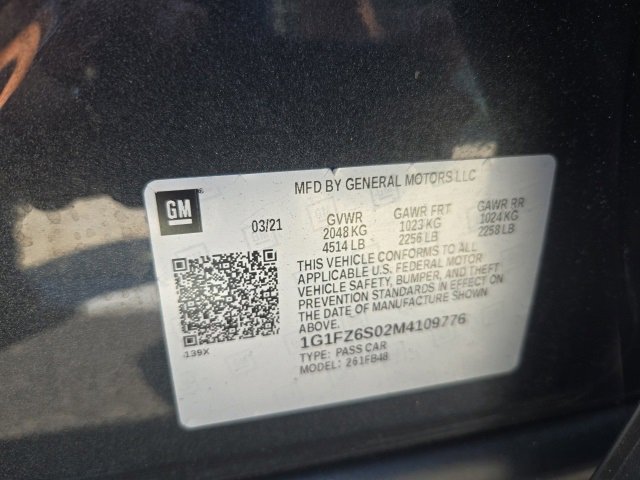 MFD BY GENERAL MOTORS LLC
GM
03/21
GVWR
2048 KG
4514 LB
GAWR FRT
1023 KG
2256 LB
GAWR RR
1024 KG
2258 LB
THIS VEHICLE CONFORMS TO ALL
APPLICABLE U.S. FEDERAL MOTOR
VEHICLE SAFETY, BUMPER, AND THEFT
PREVENTION STANDARDS IN EFFECT ON
THE DATE OF MANUFACTURE SHOWN
ABOVE.
1G1FZ6S02M4109776
TYPE: PASS CAR
MODEL: 261FB48
139X